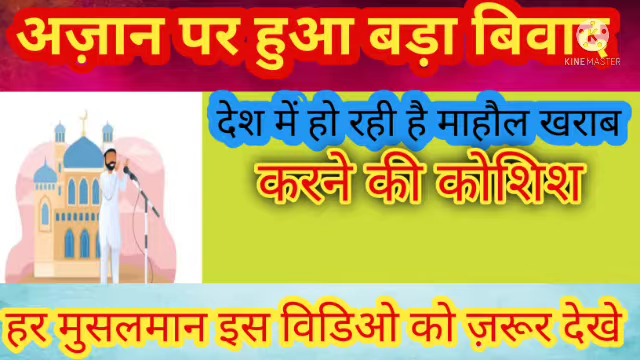 अज़ान पर हुआ बड़ा बिवाद
KINEMASTER
देश में हो रही है माहौल खराब
करने की कोशिश
हर मुसलमान इस विडिओ को ज़रूर देखे